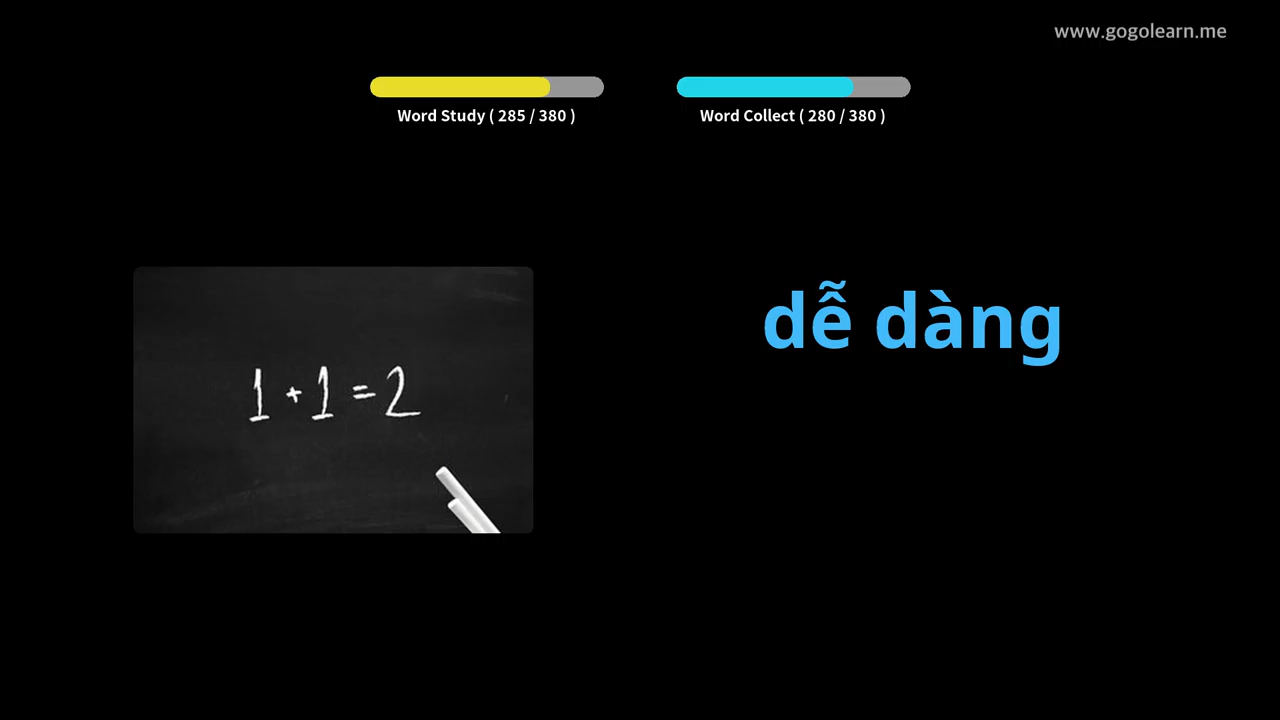 www.gogolearn.me
Word Study ( 285 / 380 )
Word Collect ( 280 / 380 )
dễ dàng
1 + 1 = 2